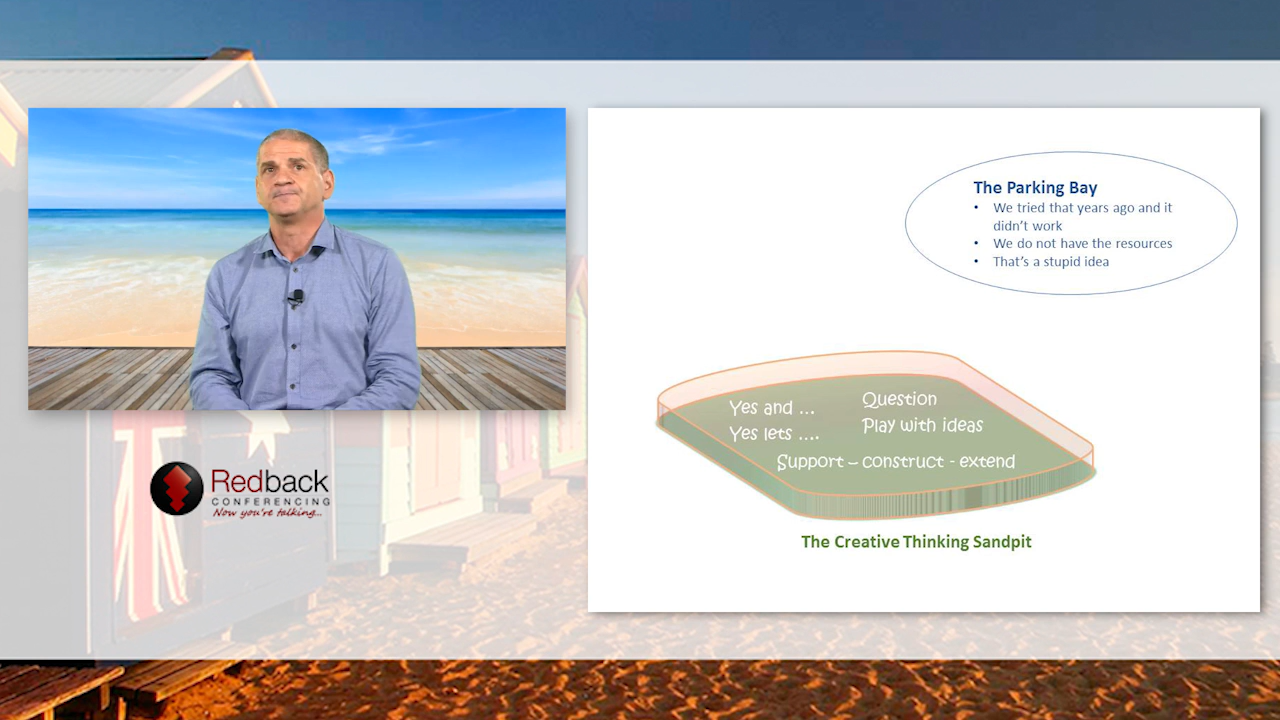 The Parking Bay
• We tried that years ago and it
didn't work
• We do not have the resources
• That's a stupid idea
Yes and ...
Question
Yes lets ....
Play with ideas
Support – construct - extend
The Creative Thinking Sandpit
Redback
CONFERENCING
Now you're talking...